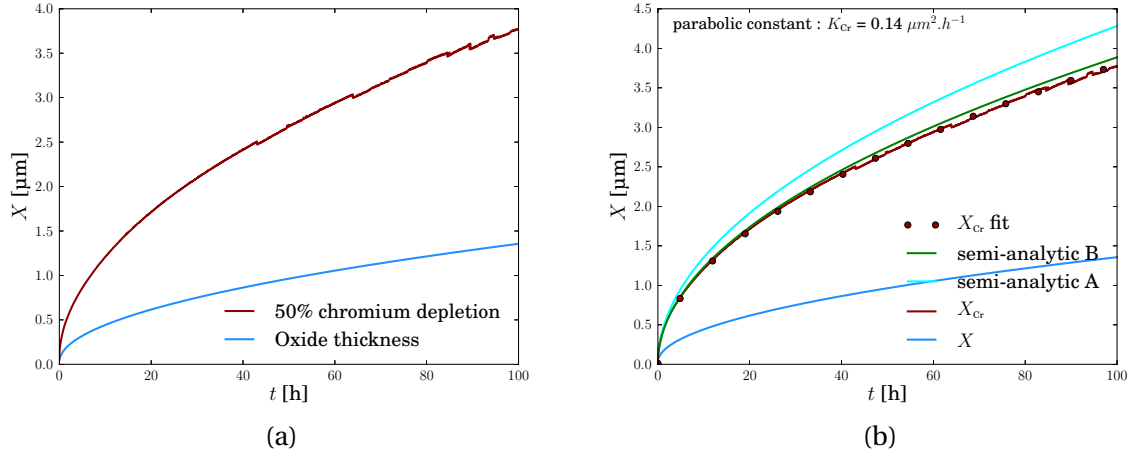 4.0
3.5
3.0
2.5
2.0
1.5
1.0
0.5
0.0
X [µm]
0
20
40
60
80
100
t [h]
50% chromium depletion
Oxide thickness
(a)
parabolic constant : K_Cr = 0.14 µm².h⁻¹
4.5
4.0
3.5
3.0
2.5
2.0
1.5
1.0
0.5
0.0
X [µm]
0
20
40
60
80
100
t [h]
X_Cr fit
semi-analytic B
semi-analytic A
X_Cr
X
(b)